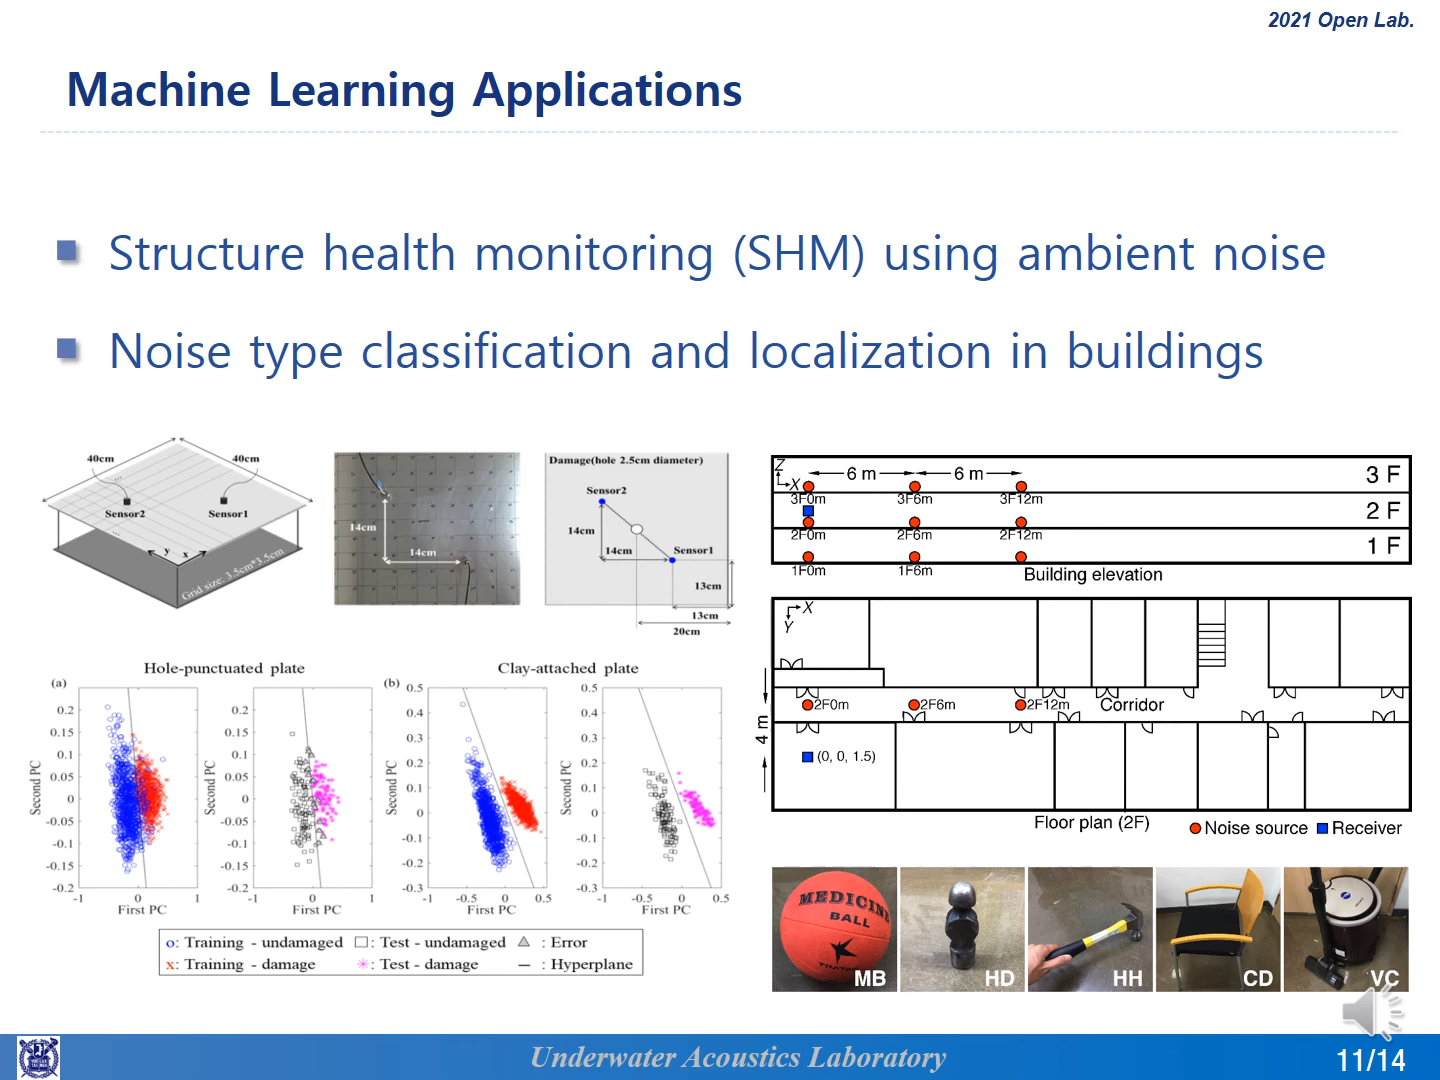 2021 Open Lab.
Machine Learning Applications
Structure health monitoring (SHM) using ambient noise
Noise type classification and localization in buildings
40cm
40cm
Sensor2
Sensor1
y
x
Grid size: 3.5cm*3.5cm
14cm
14cm
Damage(hole 2.5cm diameter)
Sensor2
14cm
14cm
Sensor1
13cm
13cm
20cm
Z
X
6 m
6 m
3F0m
3F6m
3F12m
3 F
2F0m
2F6m
2F12m
2 F
1F0m
1F6m
1 F
Building elevation
X
Y
4 m
2F0m
2F6m
2F12m
Corridor
(0, 0, 1.5)
Floor plan (2F)
Noise source
Receiver
Hole-punctuated plate
(a)
Second PC
0.2
0.15
0.1
0.05
0
-0.05
-0.1
-0.15
-0.2
-1
0
1
First PC
Second PC
0.2
0.15
0.1
0.05
0
-0.05
-0.1
-0.15
-0.2
-1
0
1
First PC
Clay-attached plate
(b)
Second PC
0.5
0.4
0.3
0.2
0.1
0
-0.1
-0.2
-0.3
-1
-0.5
0
0.5
First PC
Second PC
0.5
0.4
0.3
0.2
0.1
0
-0.1
-0.2
-0.3
-1
-0.5
0
0.5
First PC
o: Training - undamaged □: Test - undamaged △ : Error
x: Training - damage *: Test - damage — : Hyperplane
MEDICINE
BALL
MB
HD
HH
CD
VC
Underwater Acoustics Laboratory
11/14